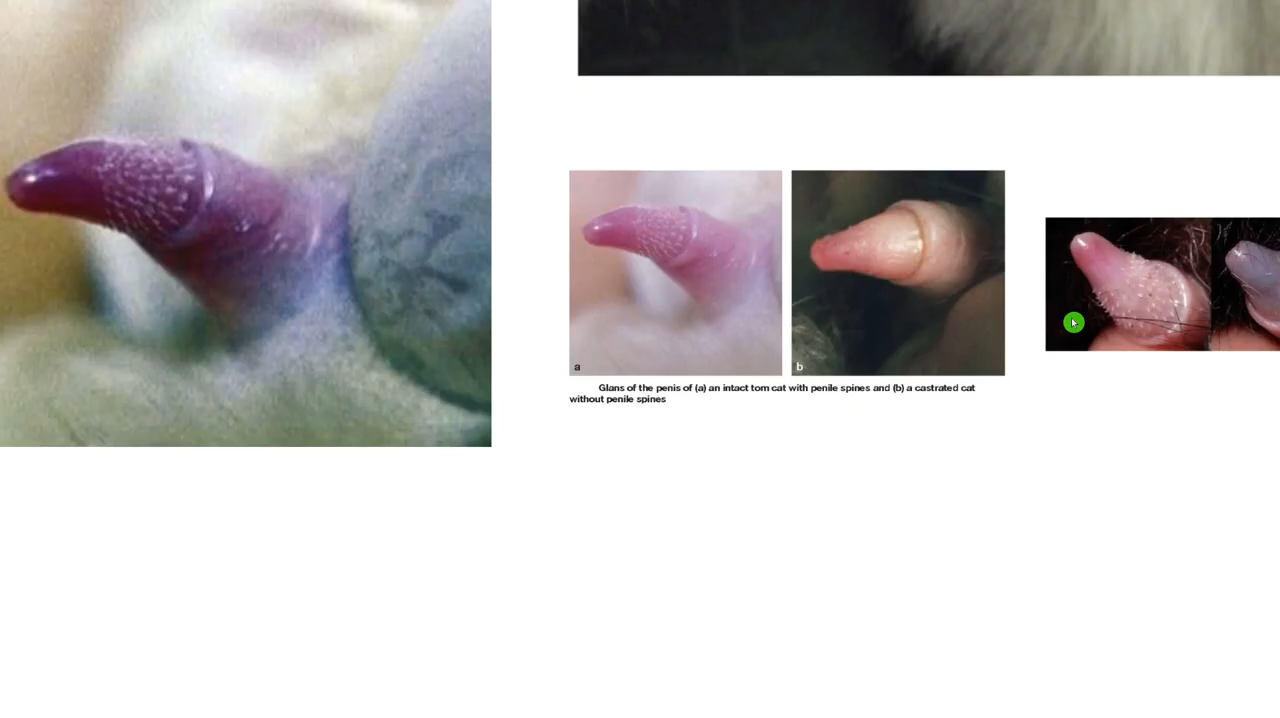 a
b
Glans of the penis of (a) an intact tom cat with penile spines and (b) a castrated cat
without penile spines